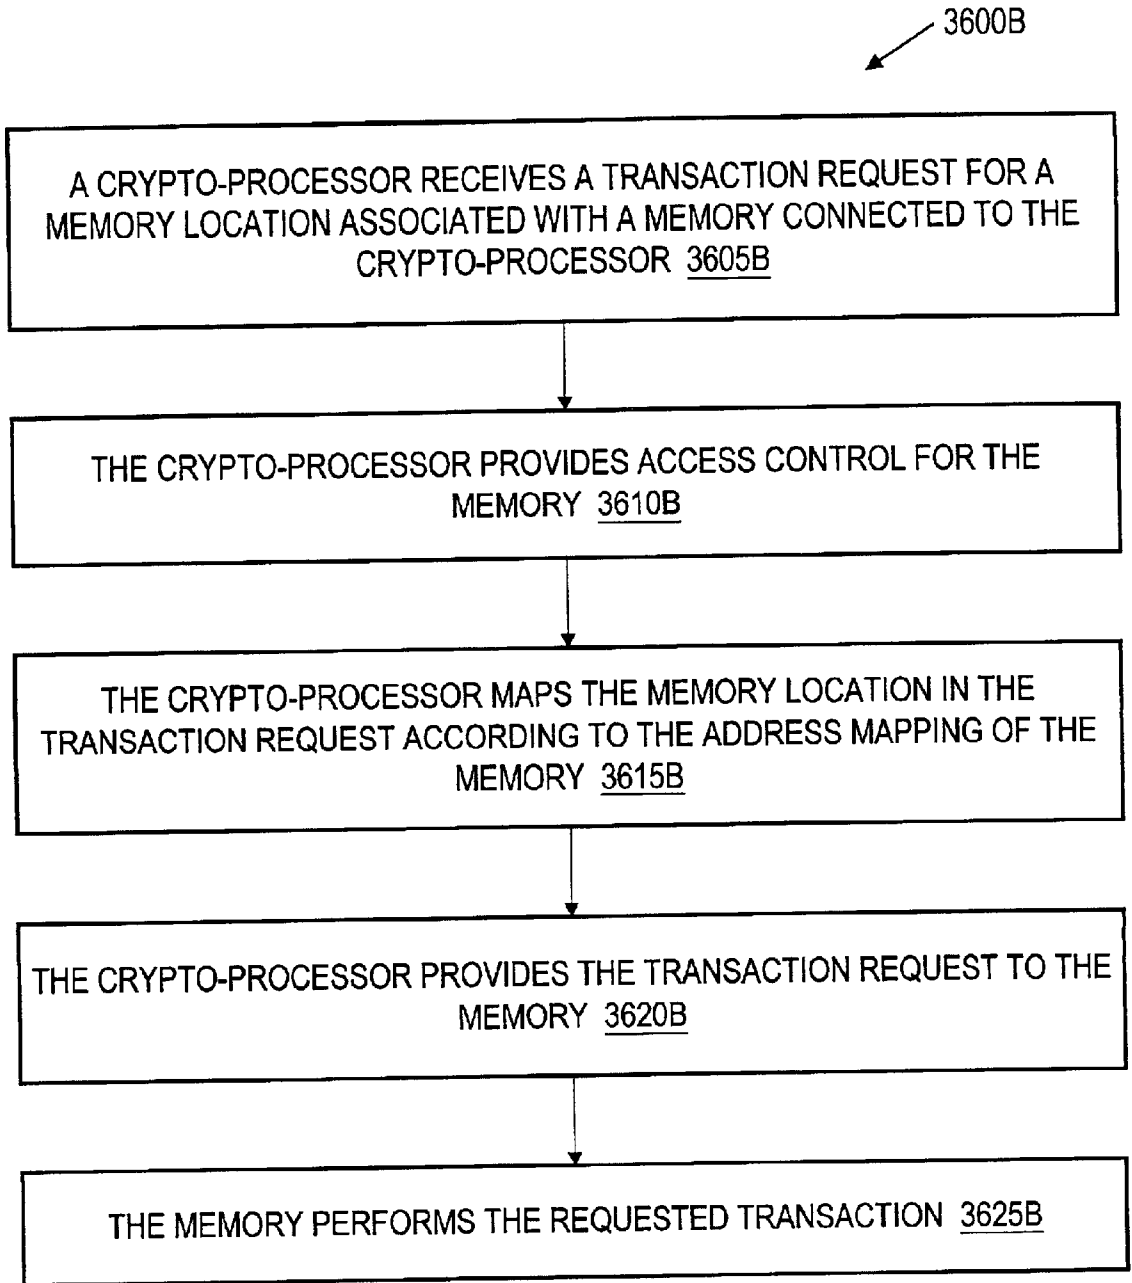 3600B
A CRYPTO-PROCESSOR RECEIVES A TRANSACTION REQUEST FOR A
MEMORY LOCATION ASSOCIATED WITH A MEMORY CONNECTED TO THE
CRYPTO-PROCESSOR 3605B
THE CRYPTO-PROCESSOR PROVIDES ACCESS CONTROL FOR THE
MEMORY 3610B
THE CRYPTO-PROCESSOR MAPS THE MEMORY LOCATION IN THE
TRANSACTION REQUEST ACCORDING TO THE ADDRESS MAPPING OF THE
MEMORY 3615B
THE CRYPTO-PROCESSOR PROVIDES THE TRANSACTION REQUEST TO THE
MEMORY 3620B
THE MEMORY PERFORMS THE REQUESTED TRANSACTION 3625B